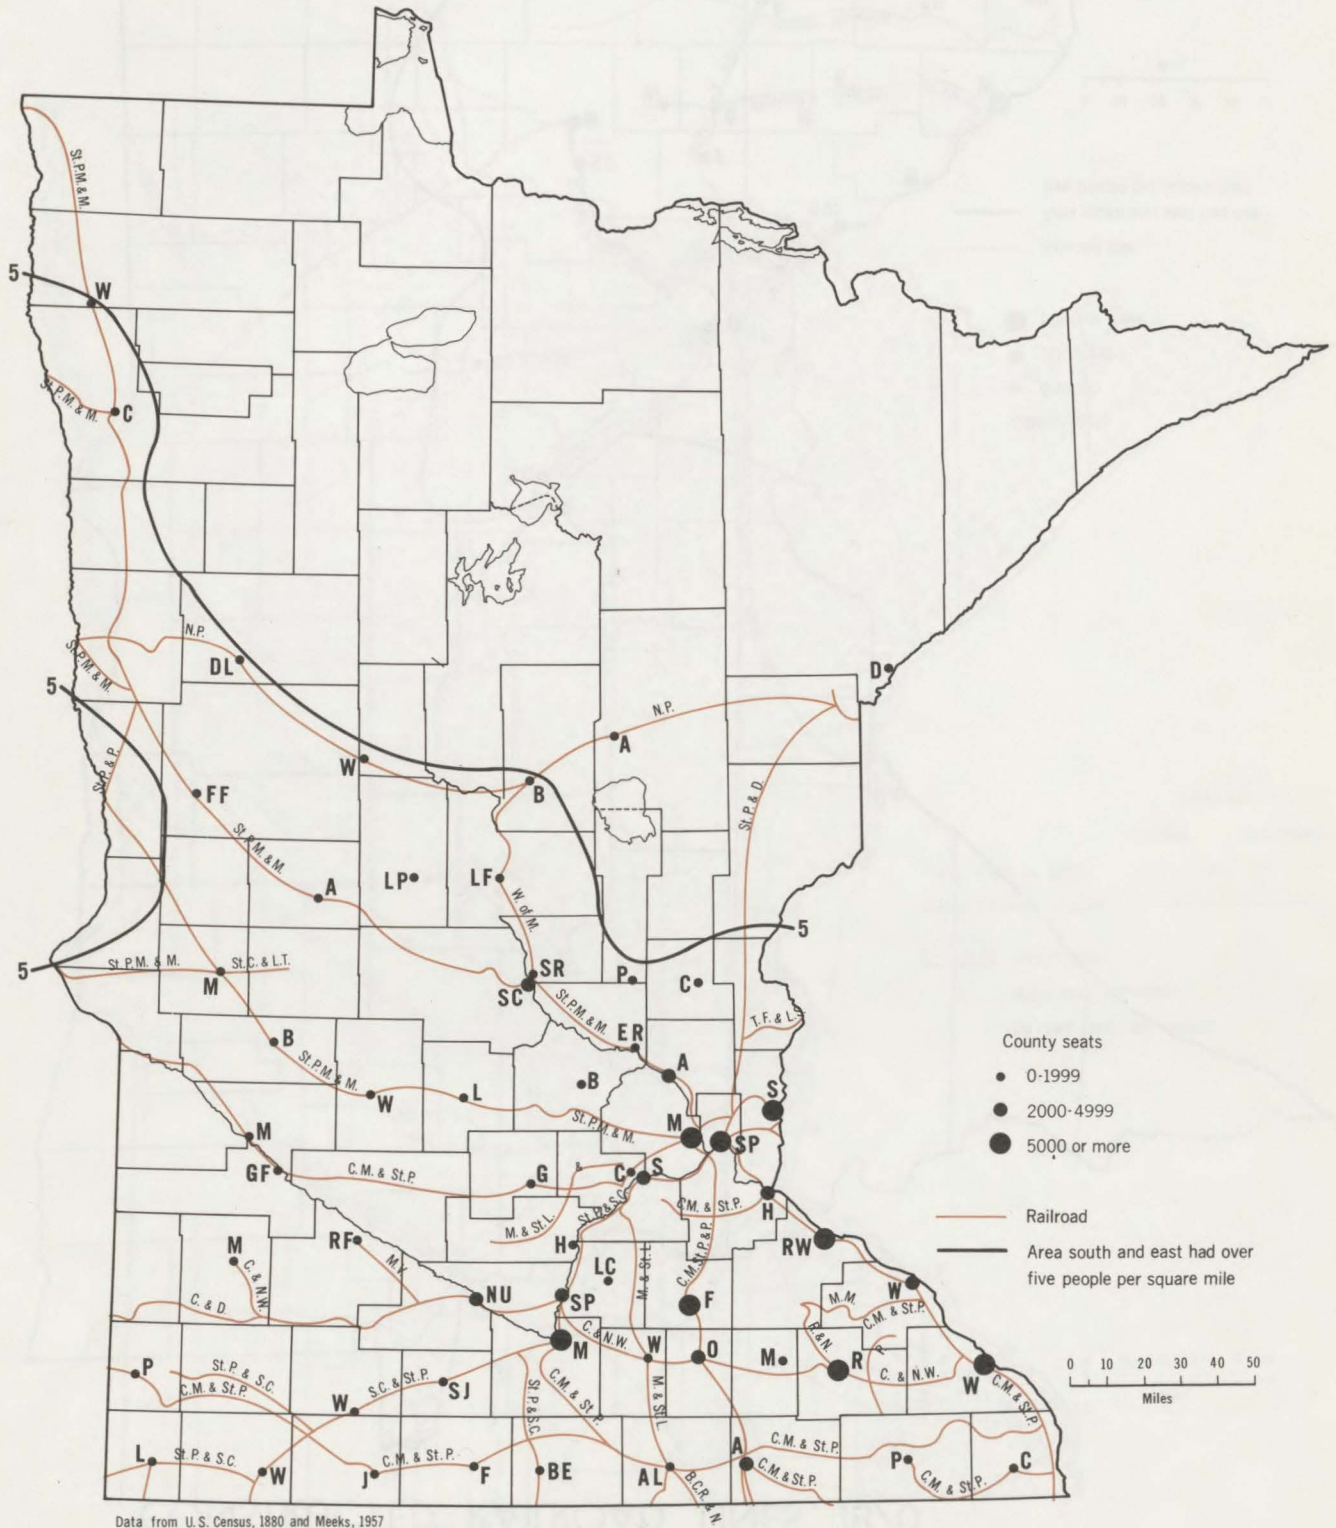 St. P.M. & M.
5
W
St. P. M. & M.
C
N.P.
DL
St. P.M. & M.
5
D
N.P.
A
W
St. P. & P.
B
FF
St. P. & D.
St. P.M. & M.
A
LP
LF
W. of M.
5
5
St. P.M. & M.
St. C. & L.T.
M
SR
SC
P
C
St. P.M. & M.
T. F. & L.
ER
B
A
County seats
0-1999
2000-4999
5000 or more
St. P.M. & M.
W
L
B
S
M
St. P.M. & M.
M
SP
GF
C.M. & St. P.
G
&
C
S
St. P. & S.C.
C.M. & St. P.
H
M. & St. L.
Railroad
Area south and east had over
five people per square mile
M
RF
H
RW
C. & N.W.
M.V.
LC
M. & St. L.
C.M. St. P. & P.
C. & D.
NU
SP
F
M.M.
W
C.M. & St. P.
M
C. & N.W.
W
O
M
R. & N.
R
P.
C. & N.W.
W
C.M. & St. P.
0 10 20 30 40 50
Miles
P
St. P. & S.C.
C.M. & St. P.
S.C. & St. P.
SJ
St. P. & S.C.
C.M. & St. P.
M. & St. L.
W
L
St. P. & S.C.
W
J
C.M. & St. P.
F
BE
AL
B.C.R. & N.
A
C.M. & St. P.
C.M. & St. P.
P
C.M. & St. P.
C
Data from U.S. Census, 1880 and Meeks, 1957